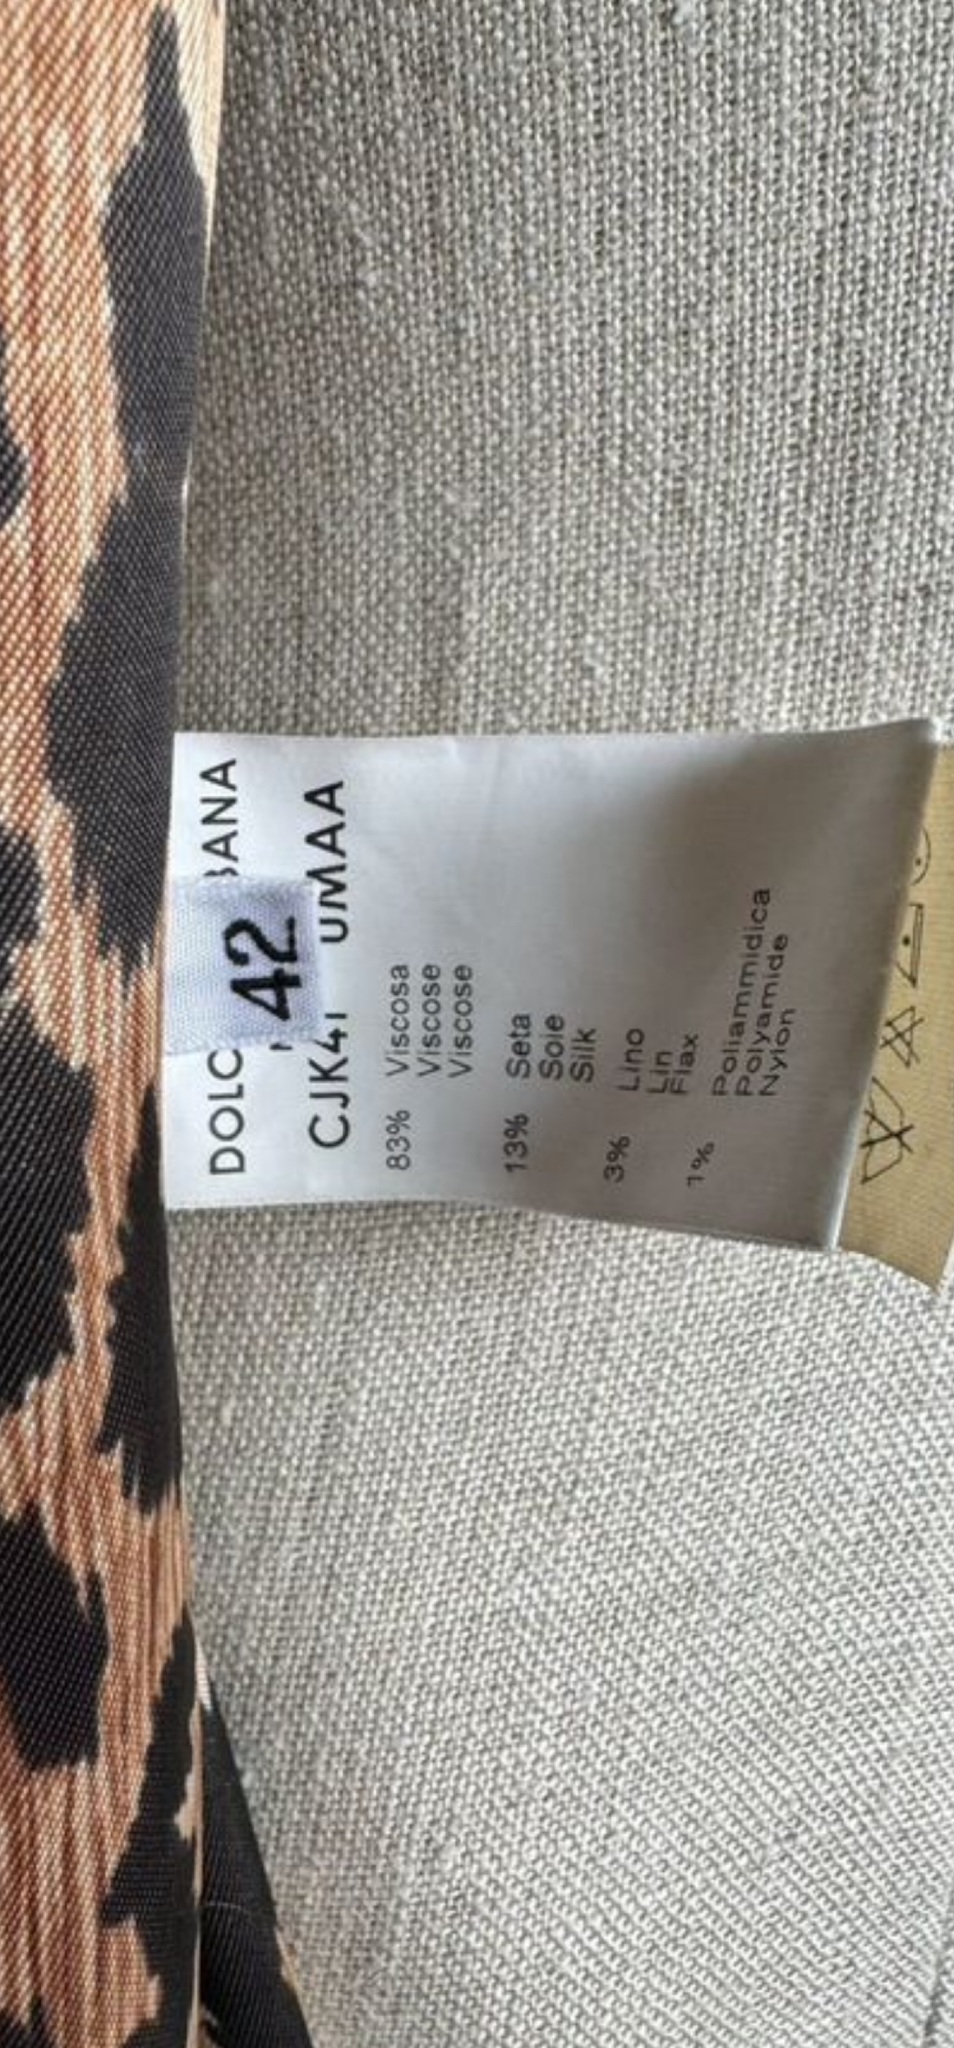 DOLC BANA
42
CJK4 UMAA
83% Viscosa
Viscose
Viscose
13% Seta
Soie
Silk
3% Lino
Lin
Flax
1% Poliammidica
Polyamide
Nylon